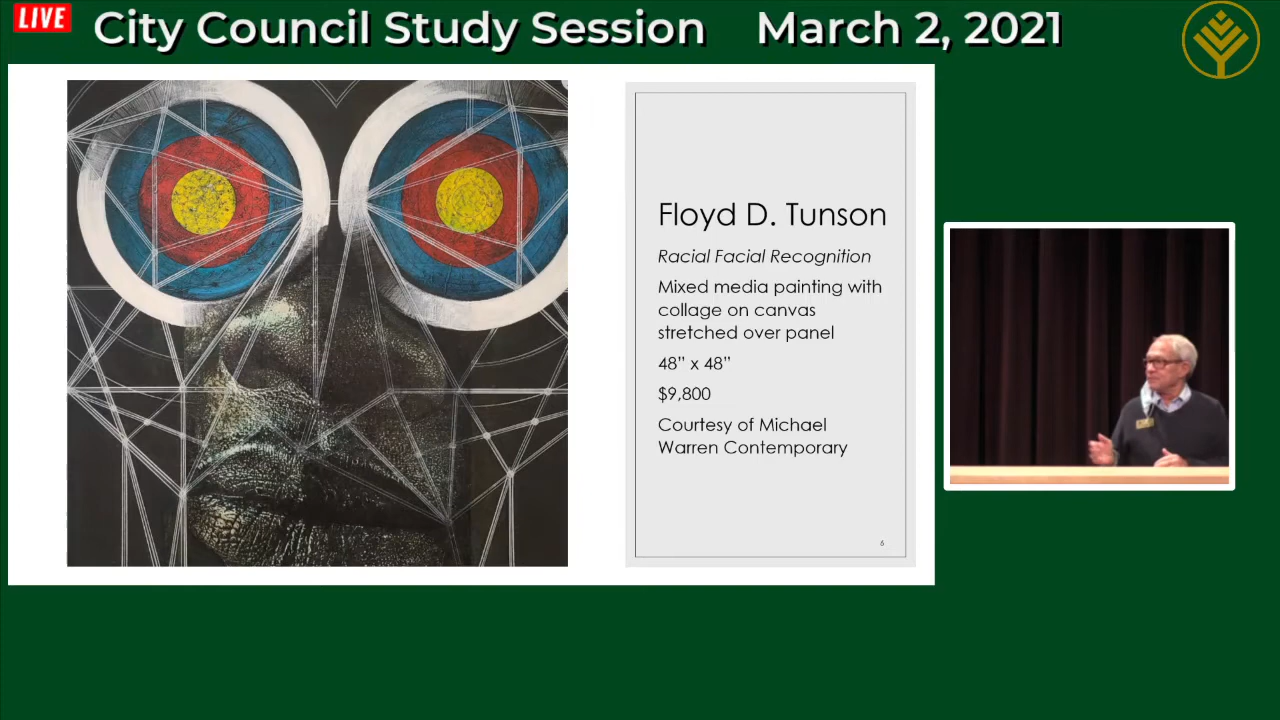 LIVE
City Council Study Session March 2, 2021
Floyd D. Tunson
Racial Facial Recognition
Mixed media painting with
collage on canvas
stretched over panel
48” x 48”
$9,800
Courtesy of Michael
Warren Contemporary
6